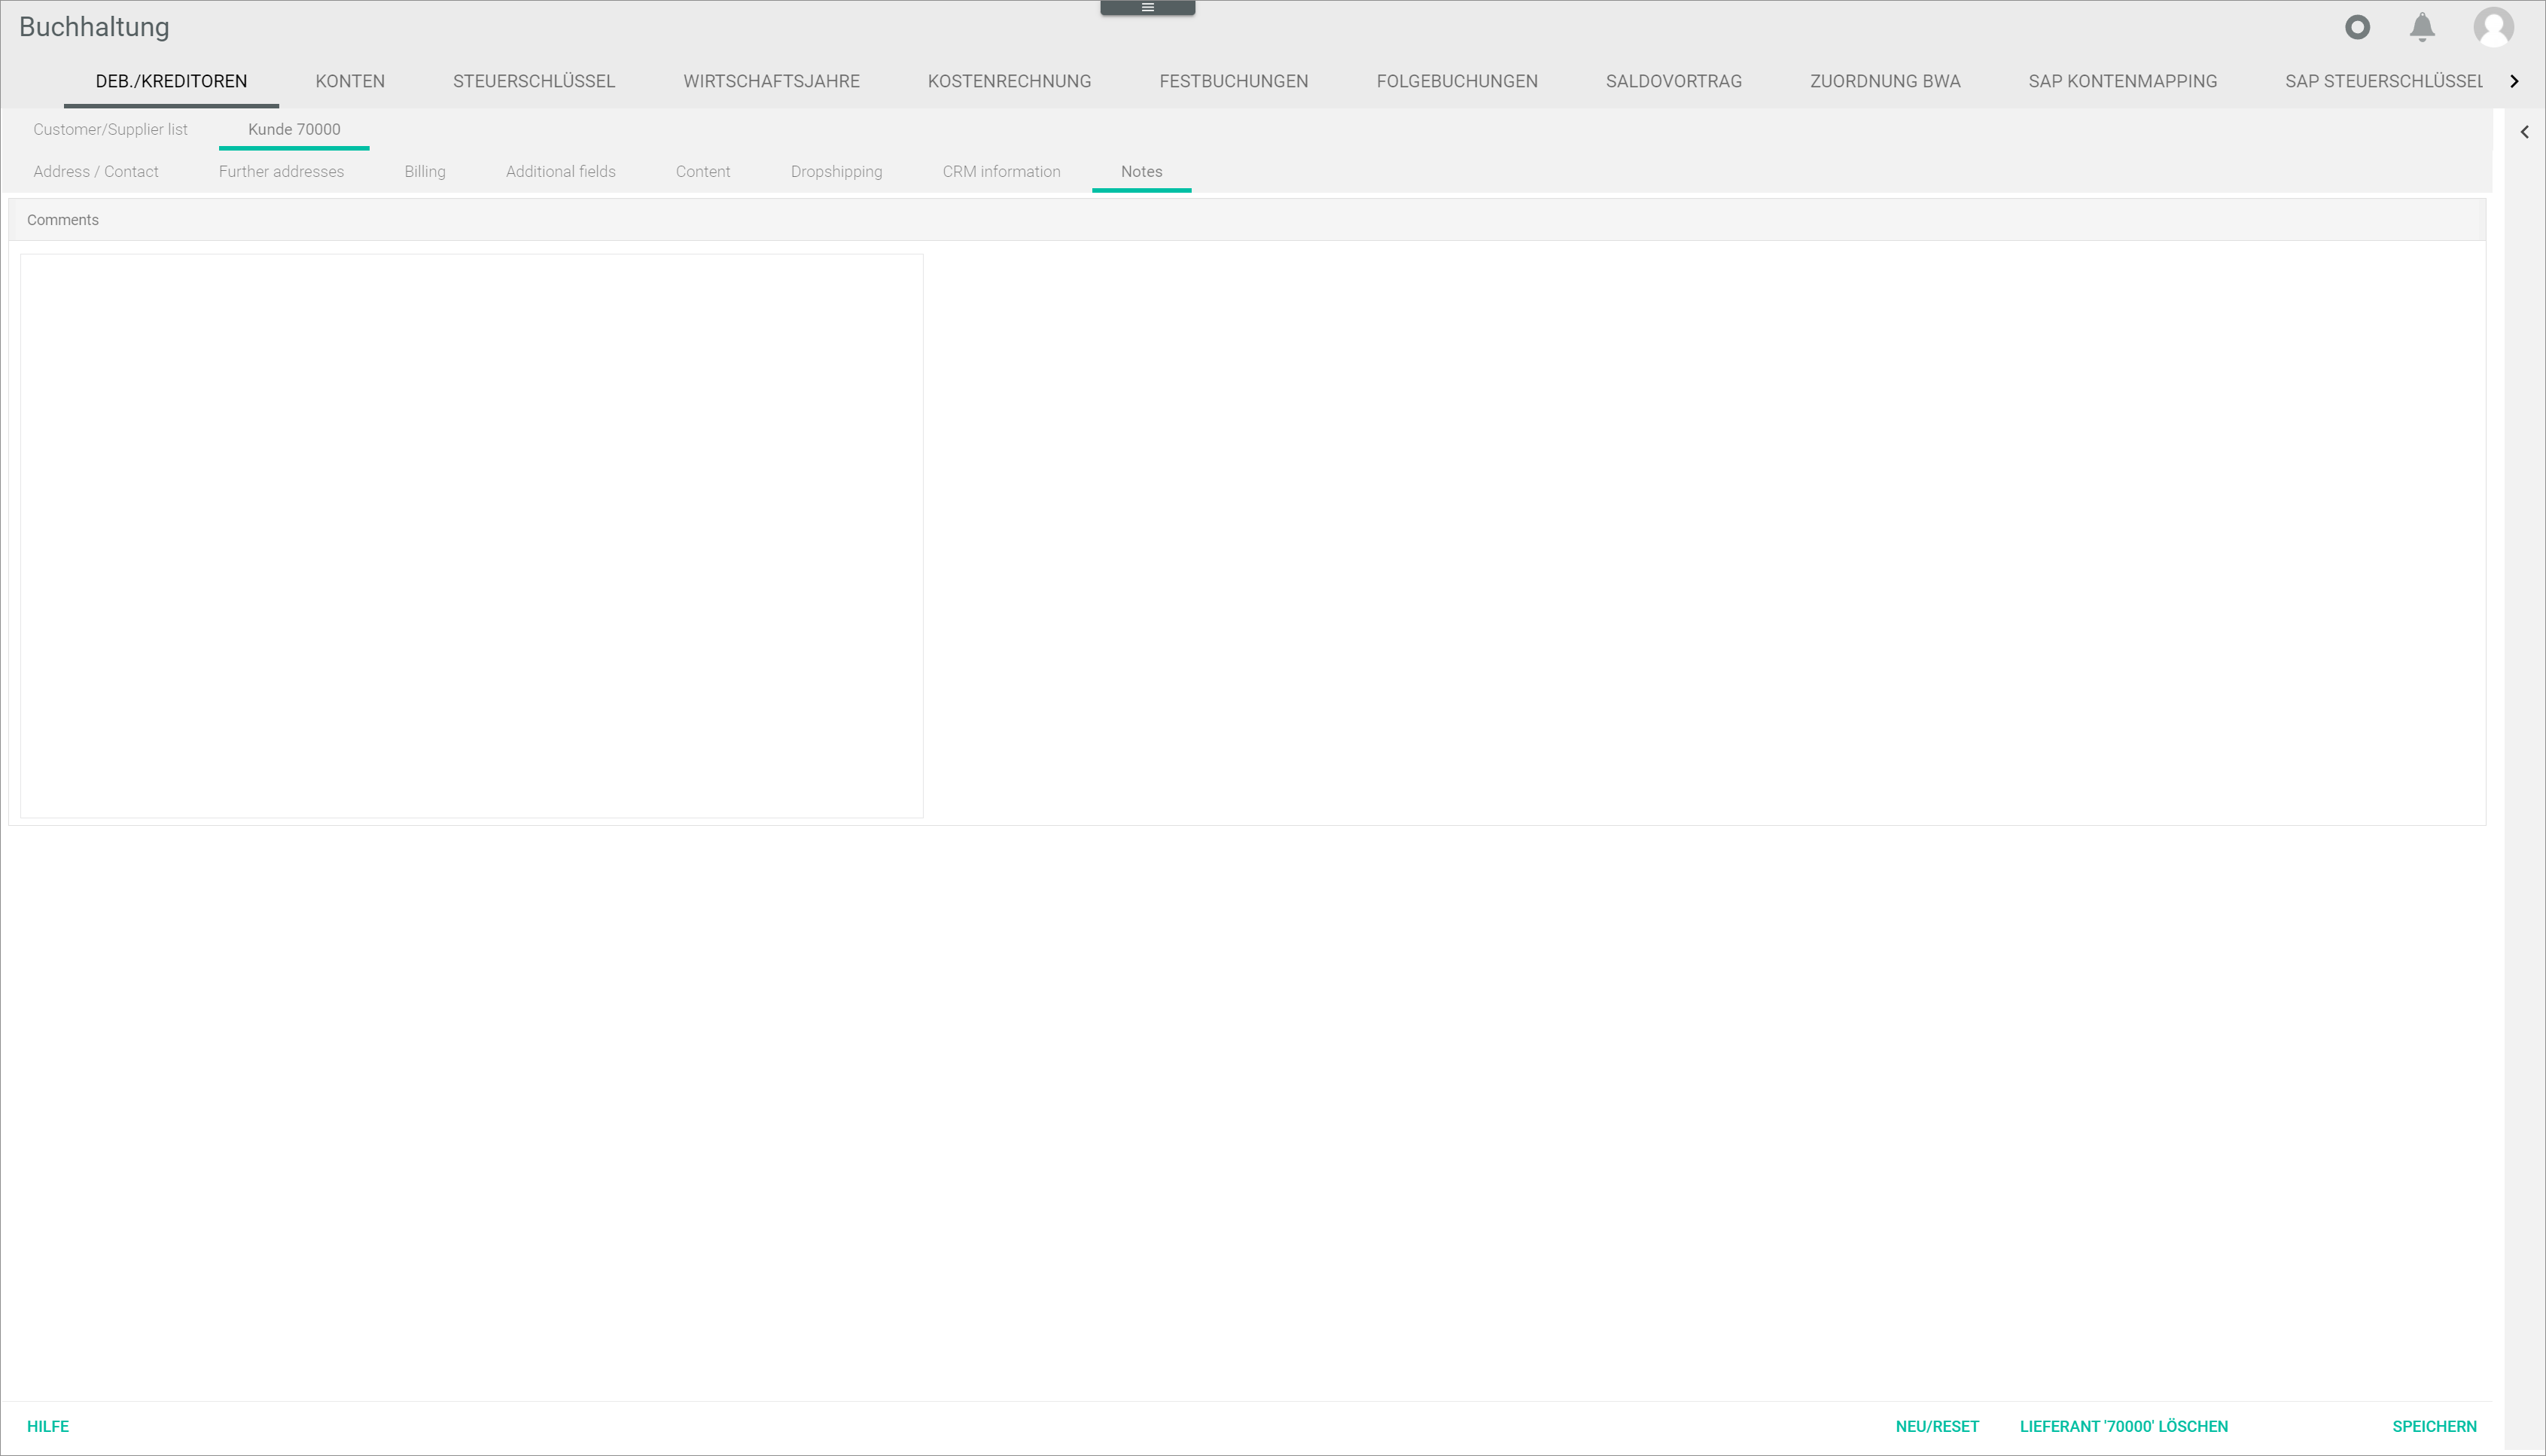 Buchhaltung
DEB./KREDITOREN KONTEN STEUERSCHLÜSSEL WIRTSCHAFTSJAHRE KOSTENRECHNUNG FESTBUCHUNGEN FOLGEBUCHUNGEN SALDOVORTRAG ZUORDNUNG BWA SAP KONTENMAPPING SAP STEUERSCHLÜSSEL
Customer/Supplier list Kunde 70000
Address / Contact Further addresses Billing Additional fields Content Dropshipping CRM information Notes
Comments
HILFE NEU/RESET LIEFERANT '70000' LÖSCHEN SPEICHERN